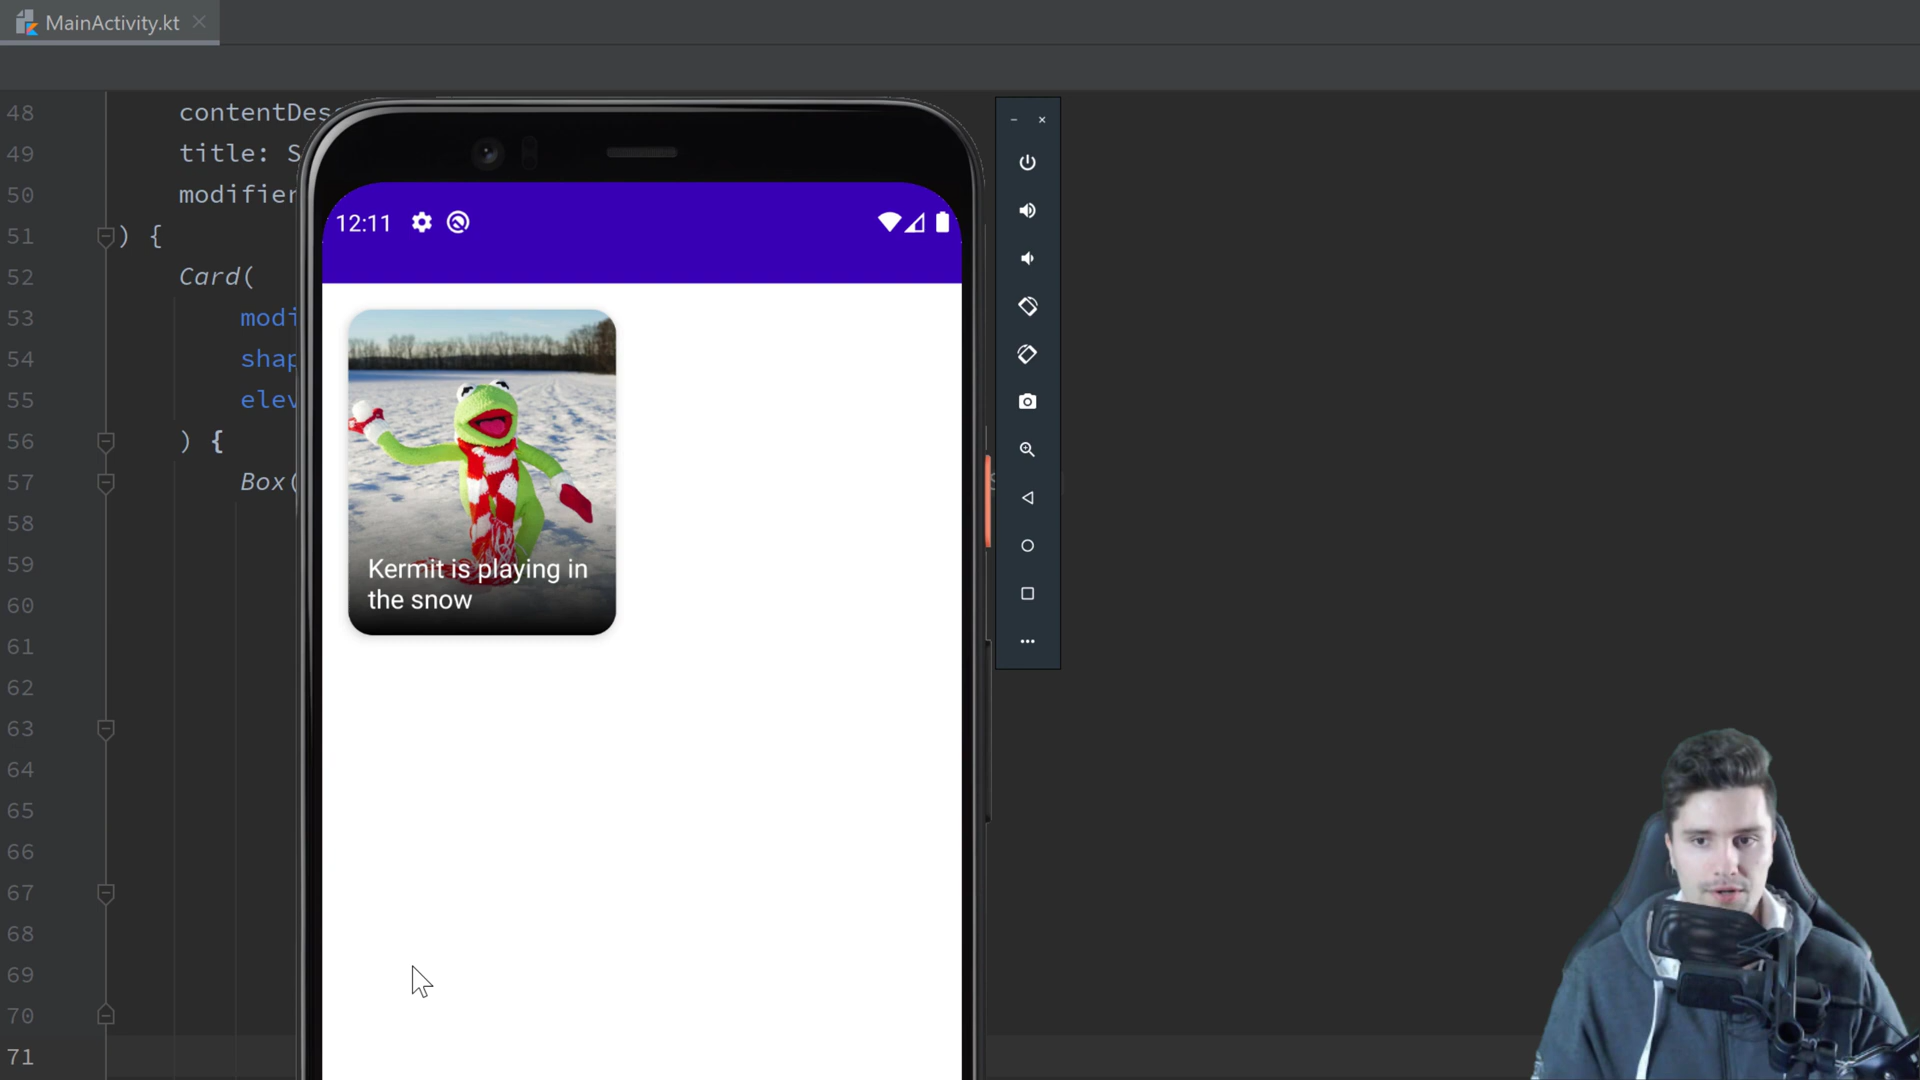 MainActivity.kt
48 contentDes
49 title: S
50 modifier
51 ) {
52 Card(
53 modi
54 shap
55 elev
56 ) {
57 Box(
58
59
60
61
62
63
64
65
66
67
68
69
70
71
12:11
Kermit is playing in
the snow